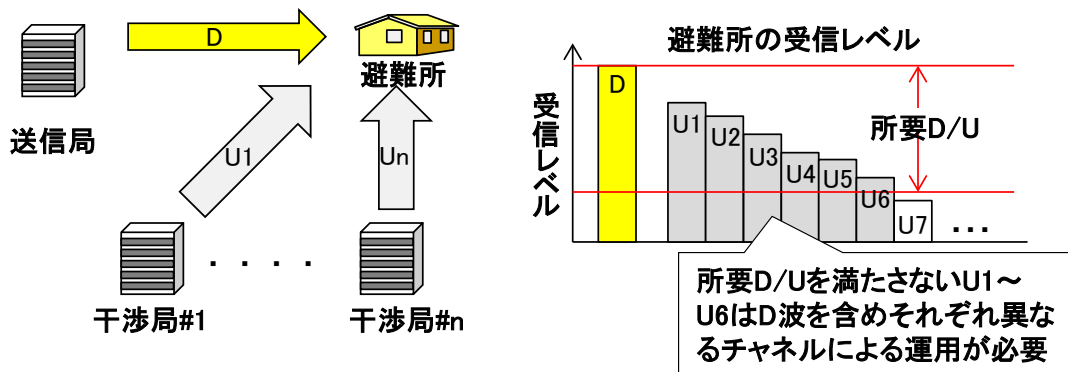 D
避難所
送信局
U1
Un
干渉局#1
・・・・
干渉局#n
避難所の受信レベル
受信レベル
D
U1
U2
U3
U4
U5
U6
U7
・・・
所要D/U
所要D/Uを満たさないU1～
U6はD波を含めそれぞれ異な
るチャネルによる運用が必要